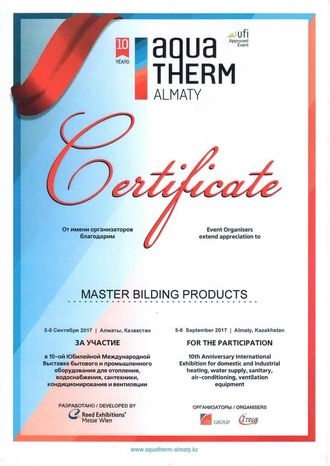 10
YEARS
aqua
THERM
ALMATY
ufi
Approved
Event
Certificate
От имени организаторов
благодарим
Event Organisers
extend appreciation to
MASTER BILDING PRODUCTS
5-8 Сентября 2017 | Алматы, Казахстан
ЗА УЧАСТИЕ
в 10-ой Юбилейной Международной
Выставке бытового и промышленного
оборудования для отопления,
водоснабжения, сантехники,
кондиционирования и вентиляции
5-8 September 2017 | Almaty, Kazakhstan
FOR THE PARTICIPATION
10th Anniversary International
Exhibition for domestic and industrial
heating, water supply, sanitary,
air-conditioning, ventilation
equipment
РАЗРАБОТАНО / DEVELOPED BY
Reed Exhibitions
Messe Wien
ОРГАНИЗАТОРЫ / ORGANISERS
GROUP
iteca
www.aquatherm-almaty.kz